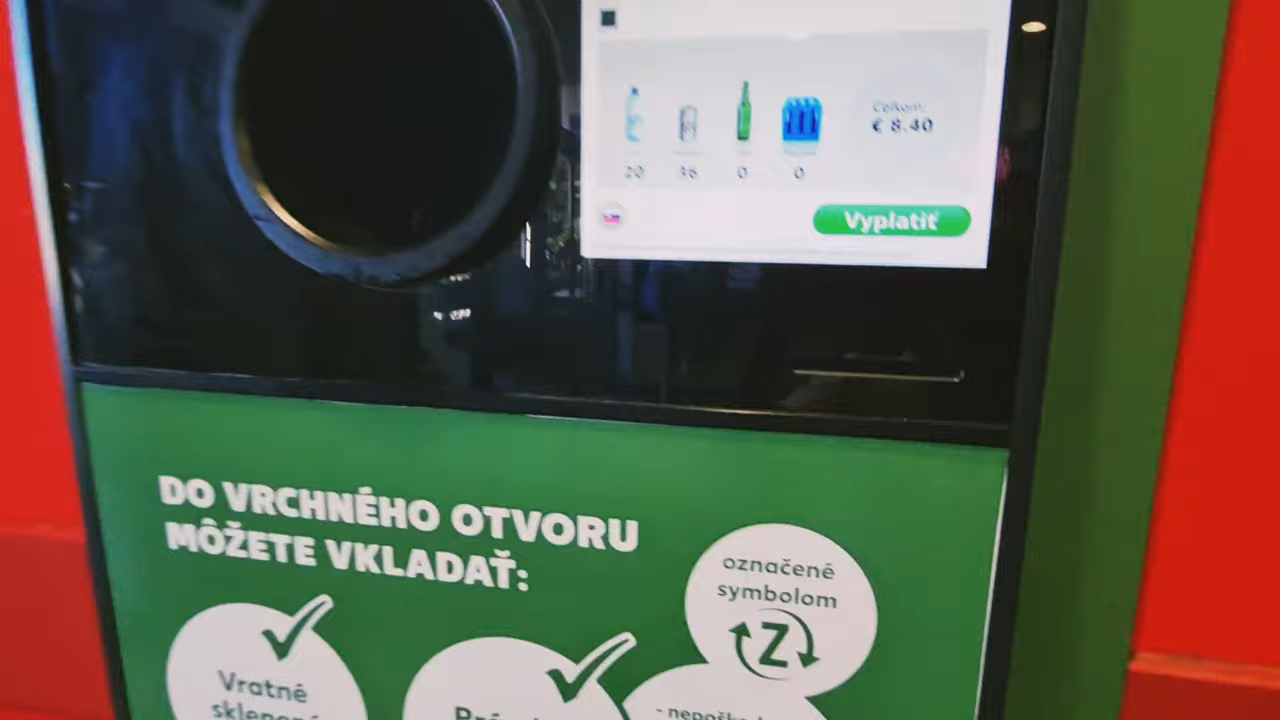 Celkom:
€ 8.40
20 36 0 0
Vyplatiť
DO VRCHNÉHO OTVORU
MÔŽETE VKLADAŤ:
označené
symbolom
Z
Vratné